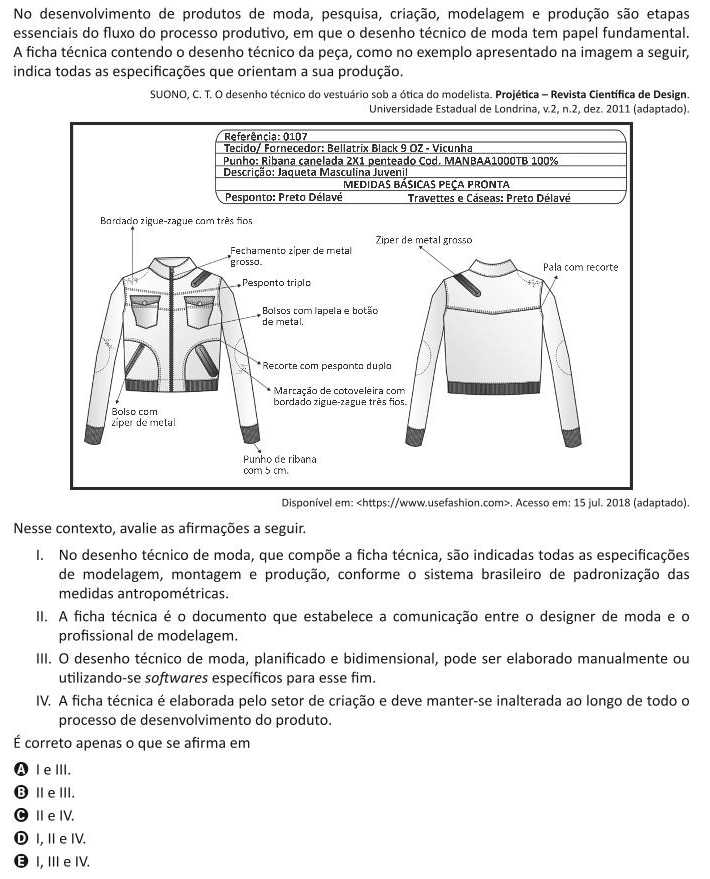 No desenvolvimento de produtos de moda, pesquisa, criação, modelagem e produção são etapas
essenciais do fluxo do processo produtivo, em que o desenho técnico de moda tem papel fundamental.
A ficha técnica contendo o desenho técnico da peça, como no exemplo apresentado na imagem a seguir,
indica todas as especificações que orientam a sua produção.
SUONO, C. T. O desenho técnico do vestuário sob a ótica do modelista. Projética – Revista Científica de Design.
Universidade Estadual de Londrina, v.2, n.2, dez. 2011 (adaptado).
Referência: 0107
Tecido/ Fornecedor: Bellatrix Black 9 OZ - Vicunha
Punho: Ribana canelada 2X1 penteado Cod. MANBAA1000TB 100%
Descrição: Jaqueta Masculina Juvenil
MEDIDAS BÁSICAS PEÇA PRONTA
Pesponto: Preto Délavé Travettes e Cáseas: Preto Délavé
Bordado zigue-zague com três fios
Fechamento zíper de metal
grosso.
Pesponto triplo
Bolsos com lapela e botão
de metal.
Recorte com pesponto duplo
Marcação de cotoveleira com
bordado zigue-zague três fios.
Bolso com
zíper de metal
Punho de ribana
com 5 cm.
Ziper de metal grosso
Pala com recorte
Disponível em: <https://www.usefashion.com>. Acesso em: 15 jul. 2018 (adaptado).
Nesse contexto, avalie as afirmações a seguir.
I. No desenho técnico de moda, que compõe a ficha técnica, são indicadas todas as especificações
de modelagem, montagem e produção, conforme o sistema brasileiro de padronização das
medidas antropométricas.
II. A ficha técnica é o documento que estabelece a comunicação entre o designer de moda e o
profissional de modelagem.
III. O desenho técnico de moda, planificado e bidimensional, pode ser elaborado manualmente ou
utilizando-se softwares específicos para esse fim.
IV. A ficha técnica é elaborada pelo setor de criação e deve manter-se inalterada ao longo de todo o
processo de desenvolvimento do produto.
É correto apenas o que se afirma em
A I e III.
B II e III.
C II e IV.
D I, II e IV.
E I, III e IV.